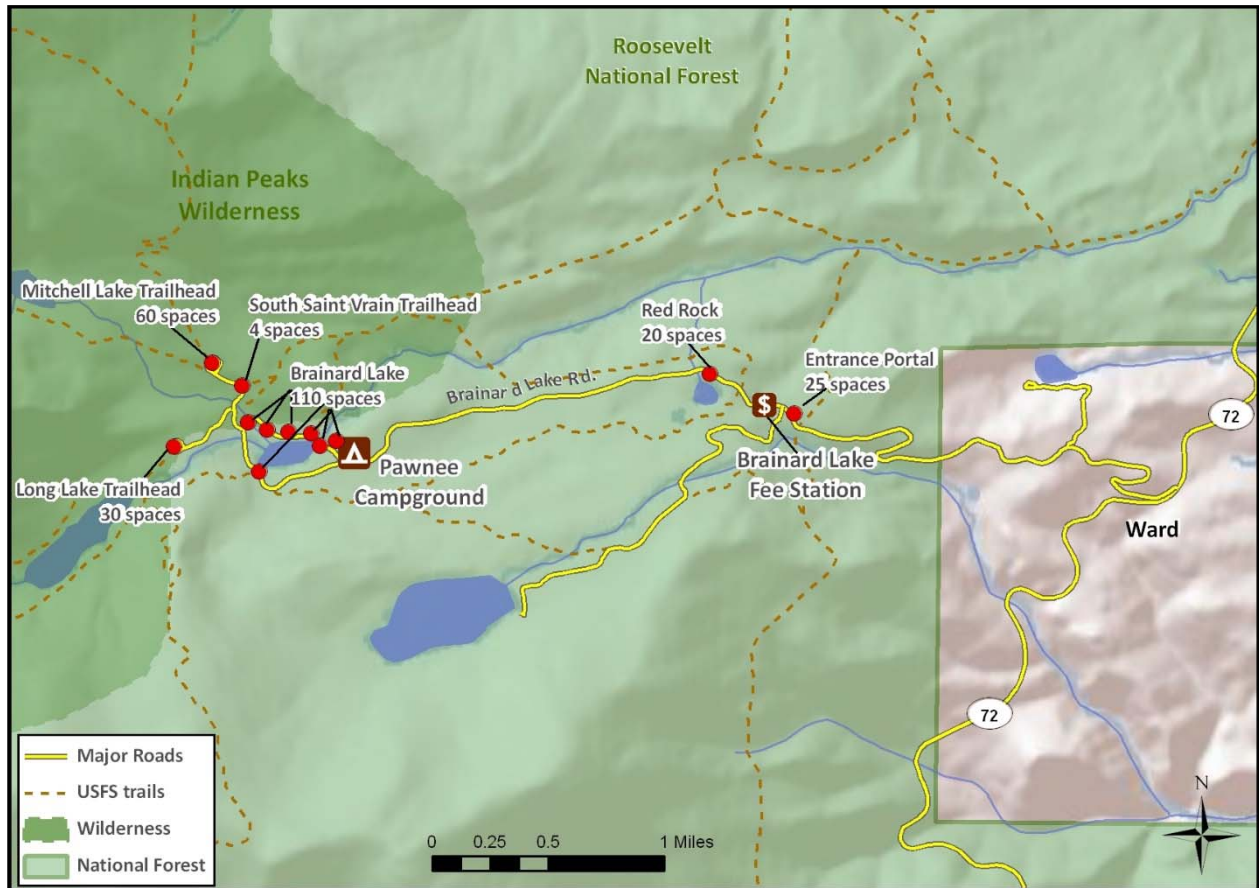 Roosevelt
National Forest
Indian Peaks
Wilderness
Mitchell Lake Trailhead
60 spaces
South Saint Vrain Trailhead
4 spaces
Brainard Lake
110 spaces
Red Rock
20 spaces
Entrance Portal
25 spaces
Brainar d Lake Rd.
$
72
Long Lake Trailhead
30 spaces
Pawnee
Campground
Brainard Lake
Fee Station
Ward
72
Major Roads
USFS trails
Wilderness
National Forest
0 0.25 0.5 1 Miles
N